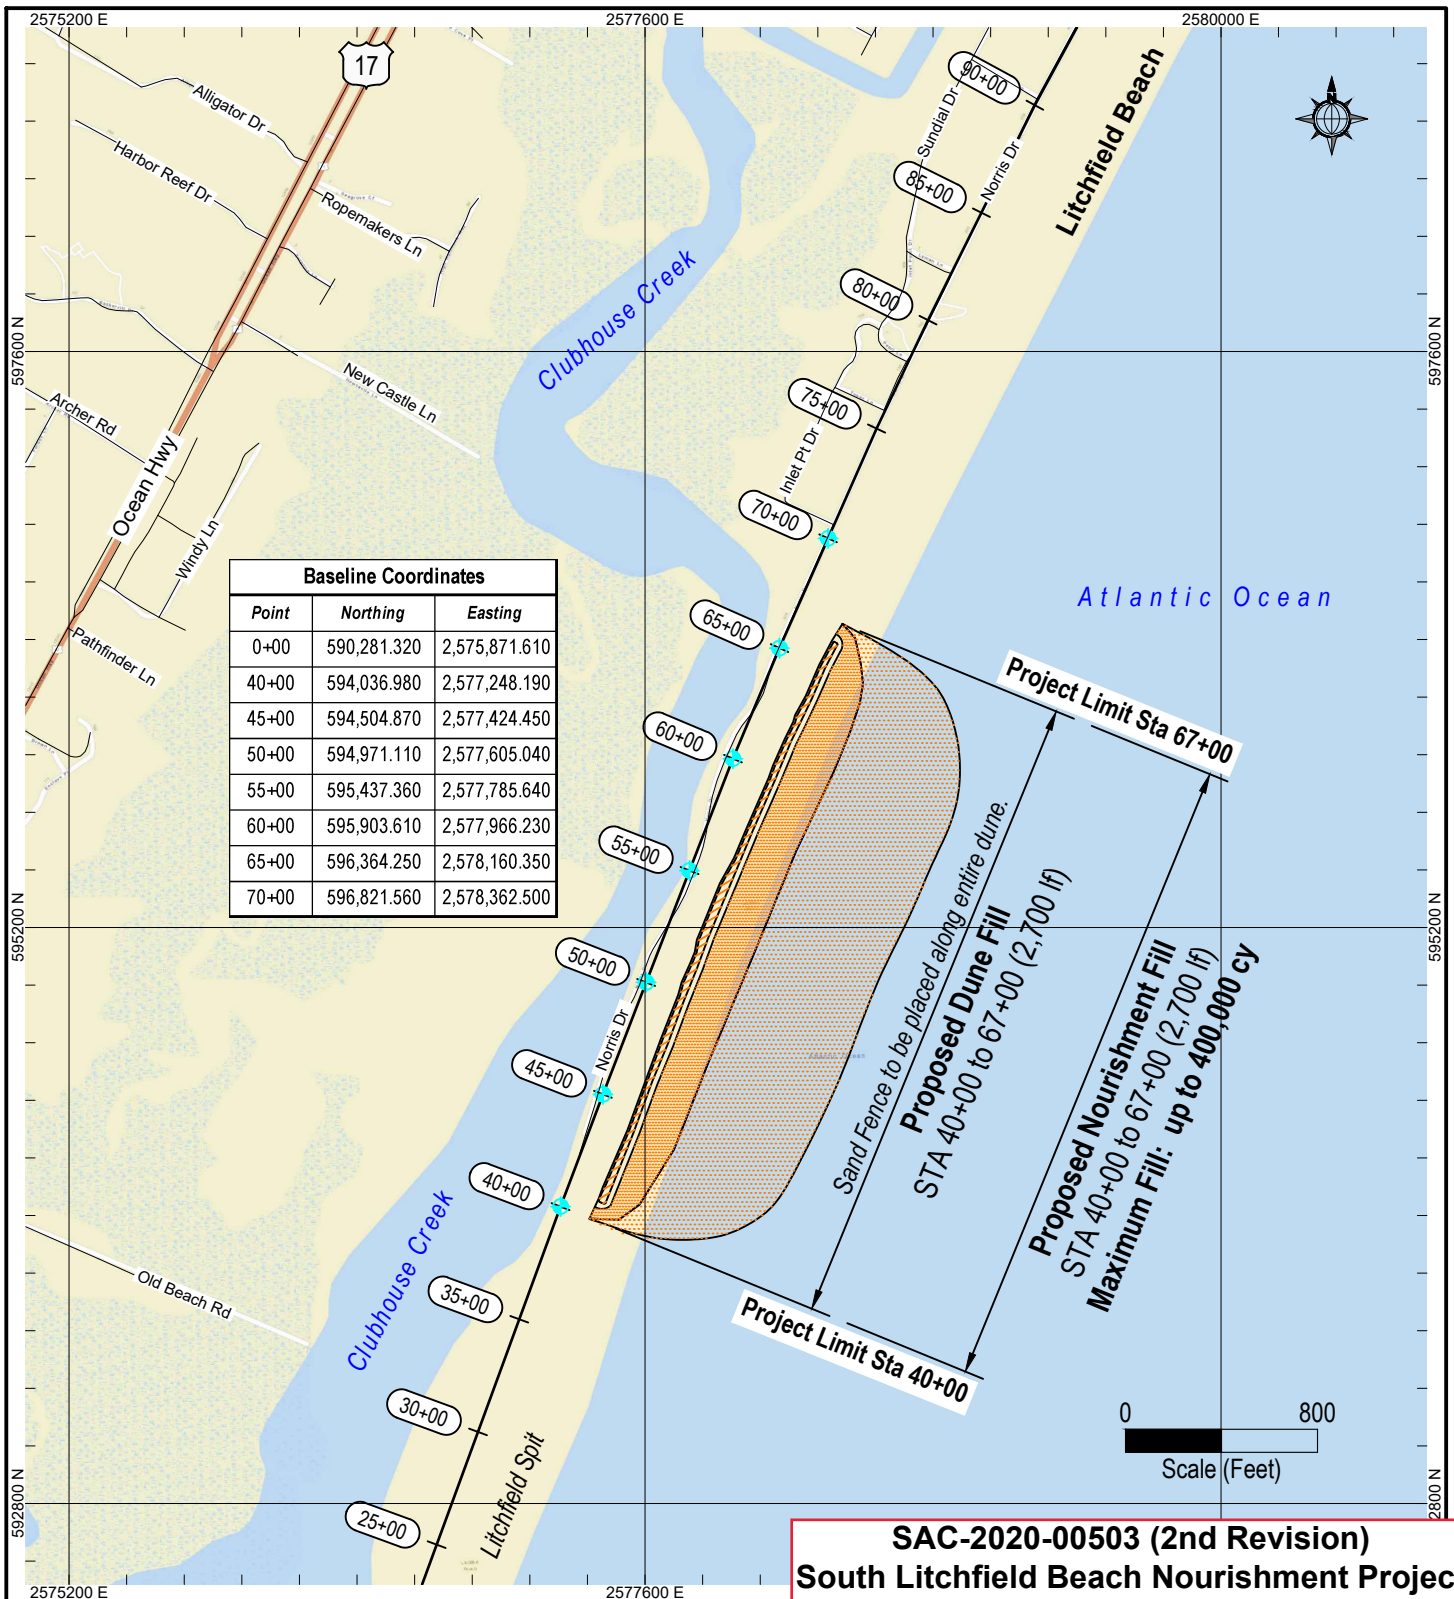 2575200 E
2577600 E
2580000 E
17
Alligator Dr
Harbor Reef Dr
Ropemakers Ln
Clubhouse Creek
New Castle Ln
Archer Rd
Ocean Hwy
Windy Ln
Pathfinder Ln
Sundial Dr
Norris Dr
Litchfield Beach
N
90+00
85+00
80+00
75+00
Inlet Pt Dr
70+00
65+00
60+00
55+00
50+00
Norris Dr
45+00
40+00
35+00
30+00
25+00
597600 N
597600 N
595200 N
595200 N
592800 N
2800 N
Baseline Coordinates
Point Northing Easting
0+00 590,281.320 2,575,871.610
40+00 594,036.980 2,577,248.190
45+00 594,504.870 2,577,424.450
50+00 594,971.110 2,577,605.040
55+00 595,437.360 2,577,785.640
60+00 595,903.610 2,577,966.230
65+00 596,364.250 2,578,160.350
70+00 596,821.560 2,578,362.500
Atlantic Ocean
Project Limit Sta 67+00
Sand Fence to be placed along entire dune.
Proposed Dune Fill
STA 40+00 to 67+00 (2,700 lf)
Proposed Nourishment Fill
STA 40+00 to 67+00 (2,700 lf)
Maximum Fill: up to 400,000 cy
Project Limit Sta 40+00
Clubhouse Creek
Old Beach Rd
Litchfield Spit
0 800
Scale (Feet)
SAC-2020-00503 (2nd Revision)
South Litchfield Beach Nourishment Projec
2575200 E
2577600 E